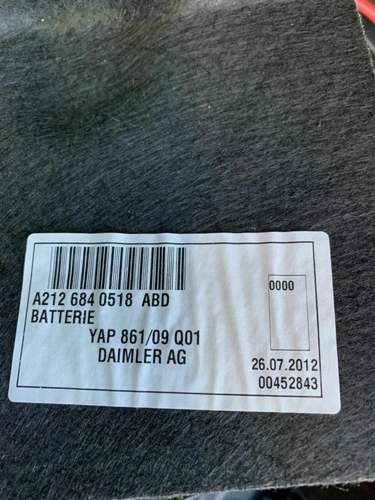 0000
A212 684 0518 ABD
BATTERIE
YAP 861/09 Q01
DAIMLER AG
26.07.2012
00452843